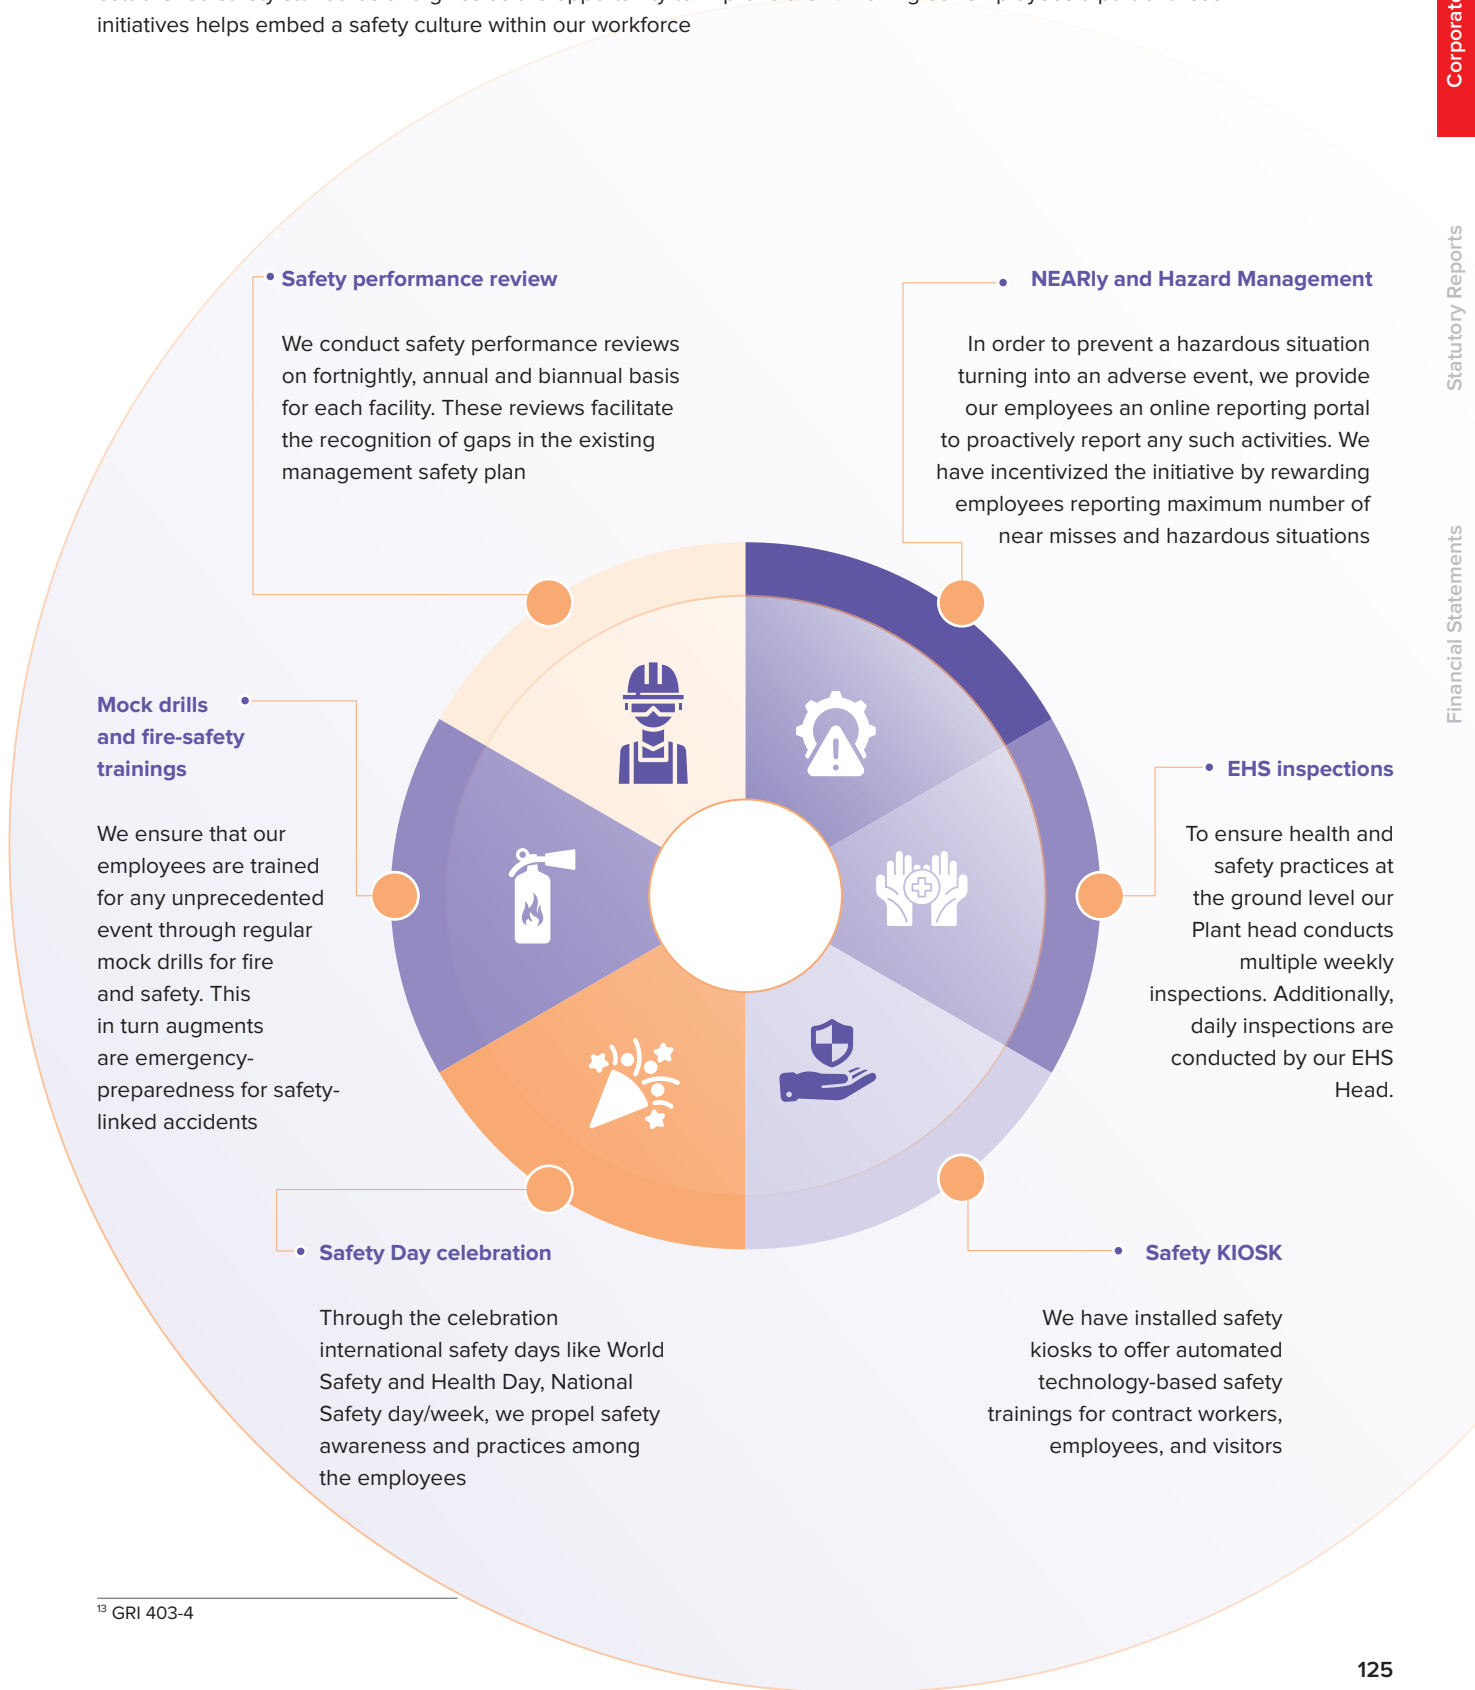 initiatives helps embed a safety culture within our workforce
Corporate
Statutory Reports
Financial Statements
Safety performance review
We conduct safety performance reviews
on fortnightly, annual and biannual basis
for each facility. These reviews facilitate
the recognition of gaps in the existing
management safety plan
NEARly and Hazard Management
In order to prevent a hazardous situation
turning into an adverse event, we provide
our employees an online reporting portal
to proactively report any such activities. We
have incentivized the initiative by rewarding
employees reporting maximum number of
near misses and hazardous situations
Mock drills
and fire-safety
trainings
We ensure that our
employees are trained
for any unprecedented
event through regular
mock drills for fire
and safety. This
in turn augments
are emergency-
preparedness for safety-
linked accidents
EHS inspections
To ensure health and
safety practices at
the ground level our
Plant head conducts
multiple weekly
inspections. Additionally,
daily inspections are
conducted by our EHS
Head.
Safety Day celebration
Through the celebration
international safety days like World
Safety and Health Day, National
Safety day/week, we propel safety
awareness and practices among
the employees
Safety KIOSK
We have installed safety
kiosks to offer automated
technology-based safety
trainings for contract workers,
employees, and visitors
13 GRI 403-4
125